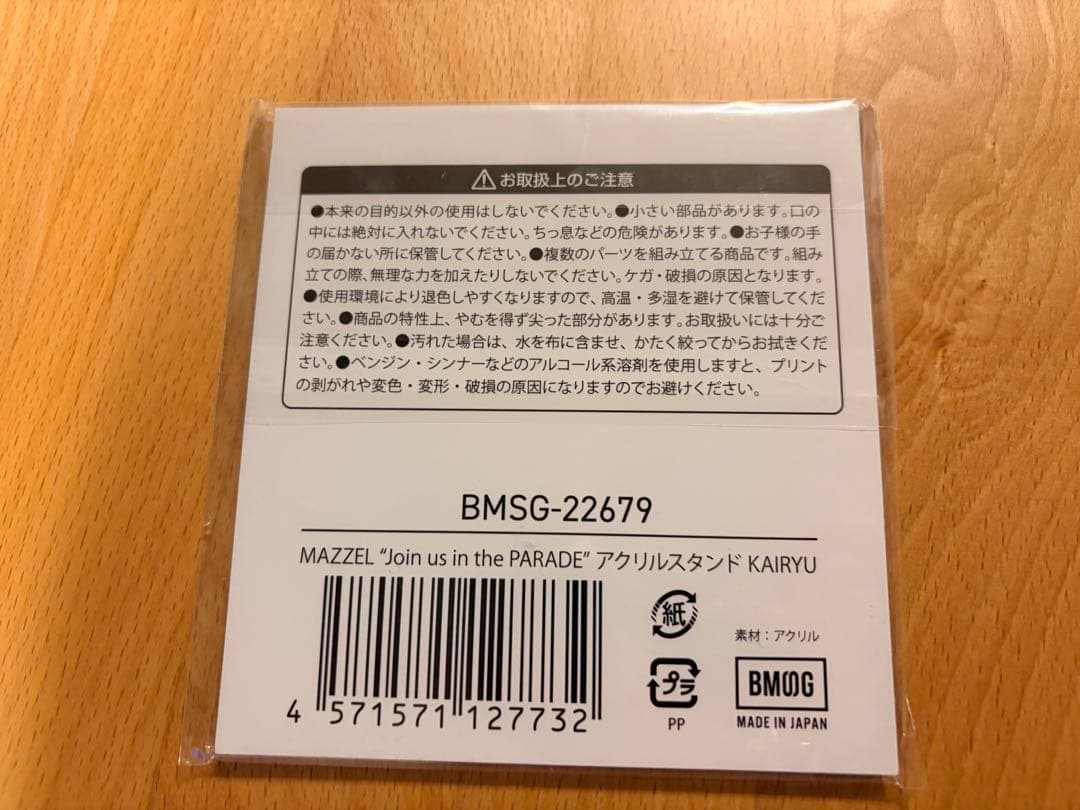 ⚠お取扱上のご注意
●本来の目的以外の使用はしないでください。●小さい部品があります。口の
中には絶対に入れないでください。ちっ息などの危険があります。●お子様の手
の届かない所に保管してください。●複数のパーツを組み立てる商品です。組み
立ての際、無理な力を加えたりしないでください。ケガ・破損の原因となります。
●使用環境により退色しやすくなりますので、高温・多湿を避けて保管してくだ
さい。●商品の特性上、やむを得ず尖った部分があります。お取扱いには十分ご
注意ください。●汚れた場合は、水を布に含ませ、かたく絞ってからお拭きくださ
い。●ベンジン・シンナーなどのアルコール系溶剤を使用しますと、プリント
の剥がれや変色・変形・破損の原因になりますのでお避けください。
BMSG-22679
MAZZEL “Join us in the PARADE” アクリルスタンド KAIRYU
4 571571 127732
紙
プラ
PP
素材：アクリル
BMSG
MADE IN JAPAN